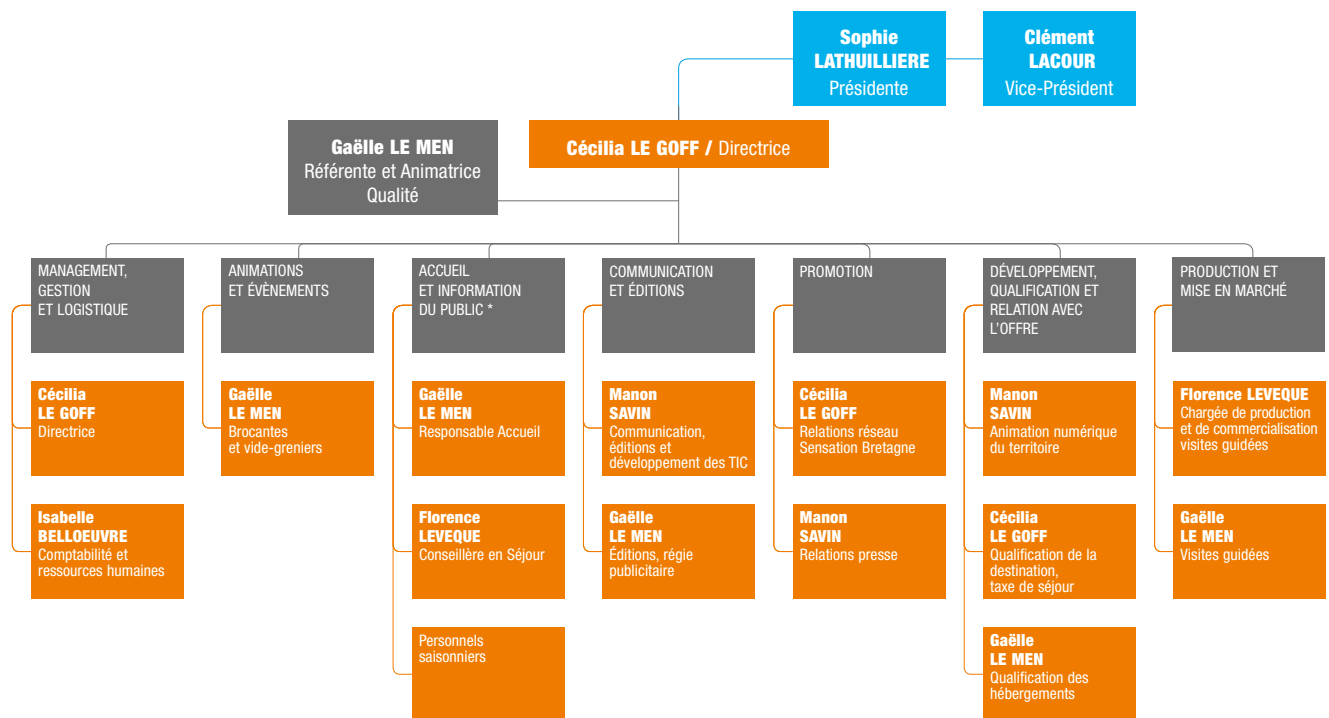 Sophie
LATHUILLIERE
Présidente
Clément
LACOUR
Vice-Président
Gaëlle LE MEN
Référente et Animatrice
Qualité
Cécilia LE GOFF / Directrice
MANAGEMENT,
GESTION
ET LOGISTIQUE
Cécilia
LE GOFF
Directrice
Isabelle
BELLOEUVRE
Comptabilité et
ressources humaines
ANIMATIONS
ET ÉVÈNEMENTS
Gaëlle
LE MEN
Brocantes
et vide-greniers
ACCUEIL
ET INFORMATION
DU PUBLIC *
Gaëlle
LE MEN
Responsable Accueil
Florence
LEVEQUE
Conseillère en Séjour
Personnels
saisonniers
COMMUNICATION
ET ÉDITIONS
Manon
SAVIN
Communication,
éditions et
développement des TIC
Gaëlle
LE MEN
Éditions, régie
publicitaire
PROMOTION
Cécilia
LE GOFF
Relations réseau
Sensation Bretagne
Manon
SAVIN
Relations presse
DÉVELOPPEMENT,
QUALIFICATION ET
RELATION AVEC
L'OFFRE
Manon
SAVIN
Animation numérique
du territoire
Cécilia
LE GOFF
Qualification de la
destination,
taxe de séjour
Gaëlle
LE MEN
Qualification des
hébergements
PRODUCTION ET
MISE EN MARCHÉ
Florence LEVEQUE
Chargée de production
et de commercialisation
visites guidées
Gaëlle
LE MEN
Visites guidées